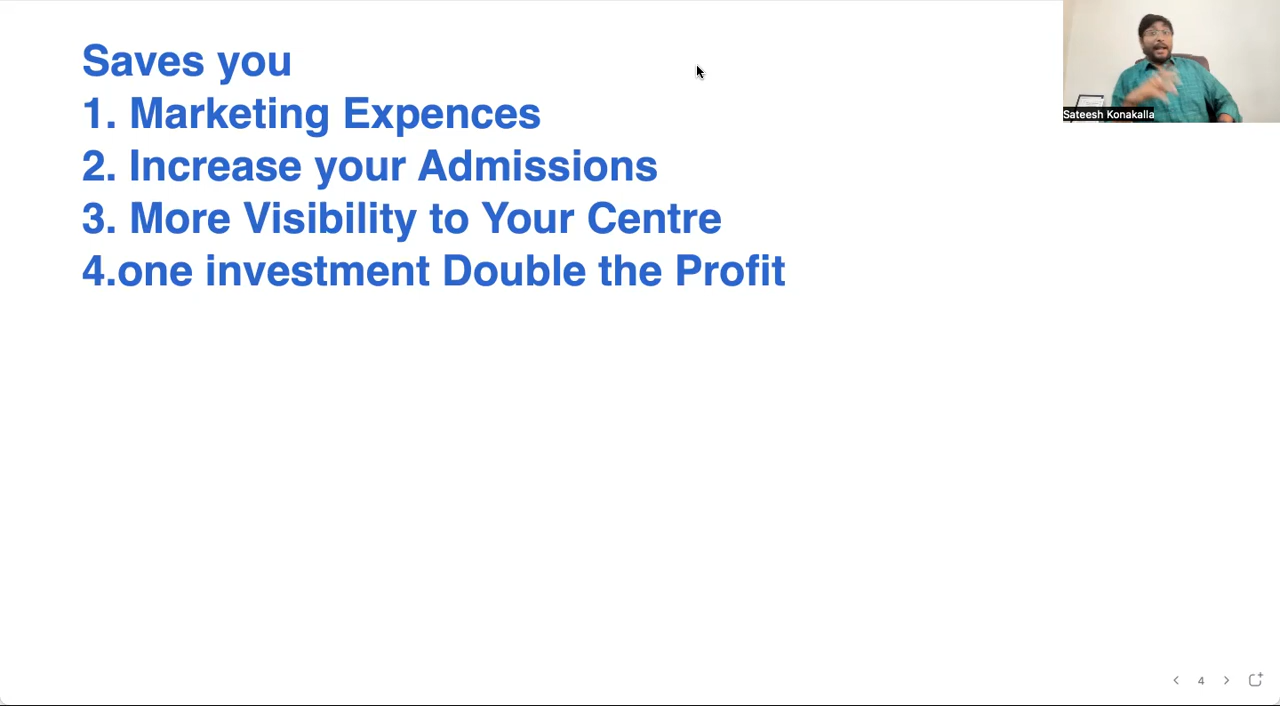 Saves you
1. Marketing Expences
2. Increase your Admissions
3. More Visibility to Your Centre
4.one investment Double the Profit
Sateesh Konakalla
4